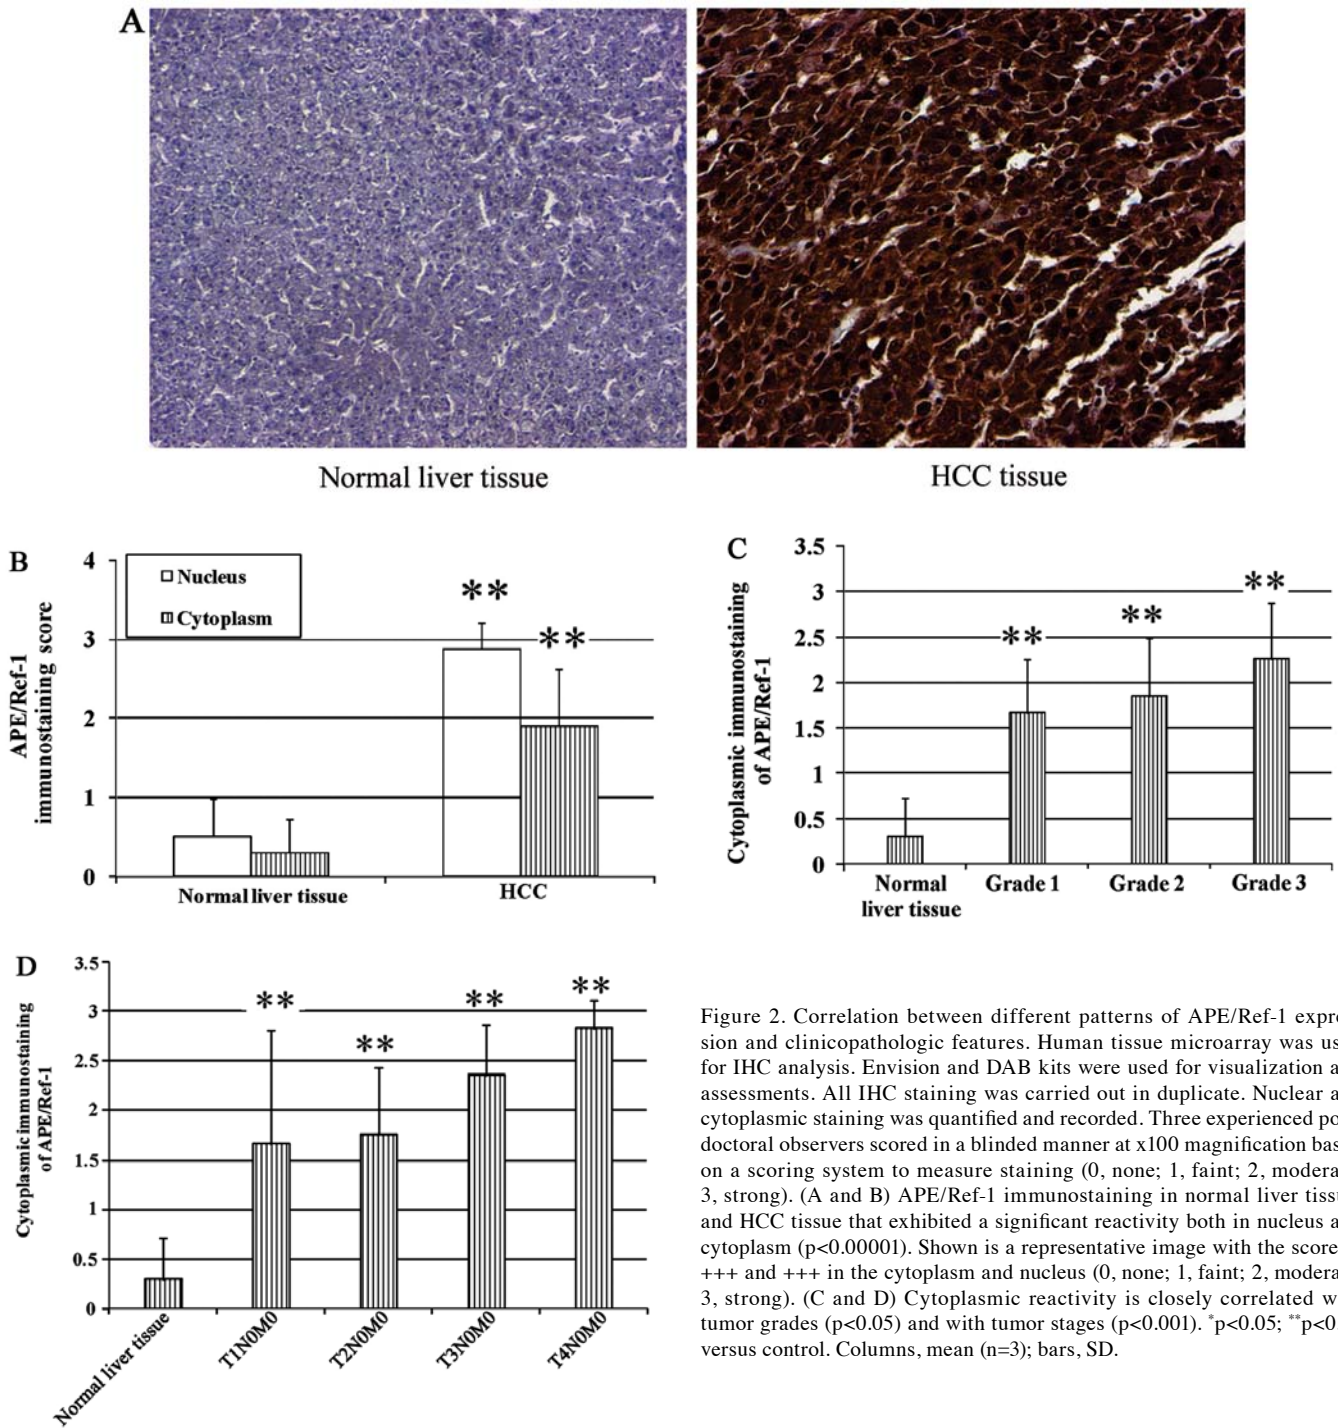 A
Normal liver tissue
HCC tissue
B
APE/Ref-1
immunostaining score
4
3
2
1
0
Nucleus
Cytoplasm
**
**
Normal liver tissue
HCC
C
Cytoplasmic immunostaining
of APE/Ref-1
3.5
3
2.5
2
1.5
1
0.5
0
**
**
**
Normal
liver tissue
Grade 1
Grade 2
Grade 3
D
Cytoplasmic immunostaining
of APE/Ref-1
3.5
3
2.5
2
1.5
1
0.5
0
**
**
**
**
Normal liver tissue
T1N0M0
T2N0M0
T3N0M0
T4N0M0
Figure 2. Correlation between different patterns of APE/Ref-1 expre
sion and clinicopathologic features. Human tissue microarray was us
for IHC analysis. Envision and DAB kits were used for visualization a
assessments. All IHC staining was carried out in duplicate. Nuclear a
cytoplasmic staining was quantified and recorded. Three experienced po
doctoral observers scored in a blinded manner at x100 magnification bas
on a scoring system to measure staining (0, none; 1, faint; 2, modera
3, strong). (A and B) APE/Ref-1 immunostaining in normal liver tiss
and HCC tissue that exhibited a significant reactivity both in nucleus a
cytoplasm (p<0.00001). Shown is a representative image with the score
+++ and +++ in the cytoplasm and nucleus (0, none; 1, faint; 2, modera
3, strong). (C and D) Cytoplasmic reactivity is closely correlated w
tumor grades (p<0.05) and with tumor stages (p<0.001). *p<0.05; **p<0.
versus control. Columns, mean (n=3); bars, SD.